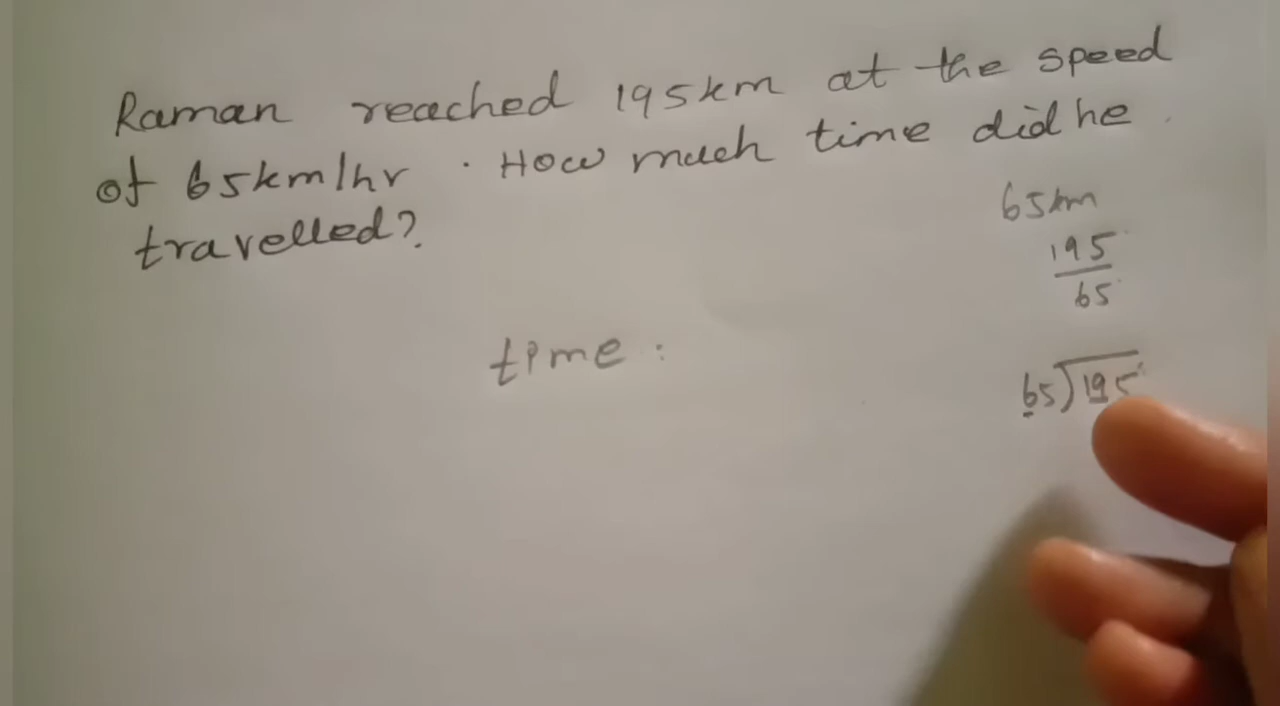 Raman reached 195km at the speed
of 65km/hr . How much time did he
travelled?
65km
195
65
time :
65)195